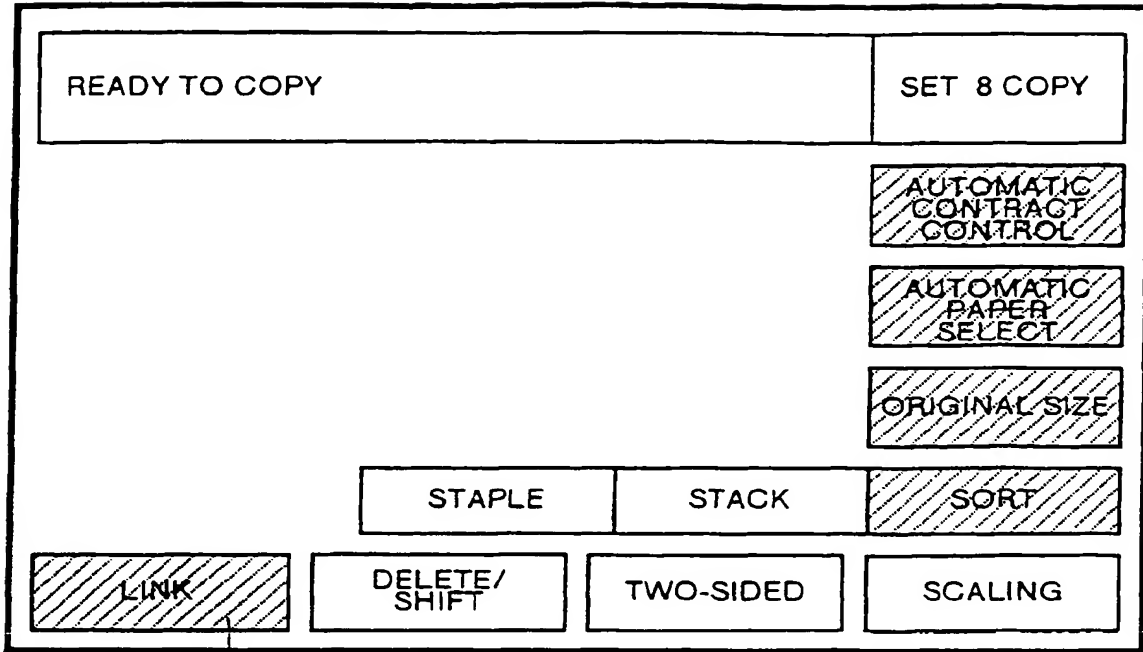 READY TO COPY
SET 8 COPY
AUTOMATIC
CONTRACT
CONTROL
AUTOMATIC
PAPER
SELECT
ORIGINAL SIZE
STAPLE
STACK
SORT
LINK
DELETE/
SHIFT
TWO-SIDED
SCALING